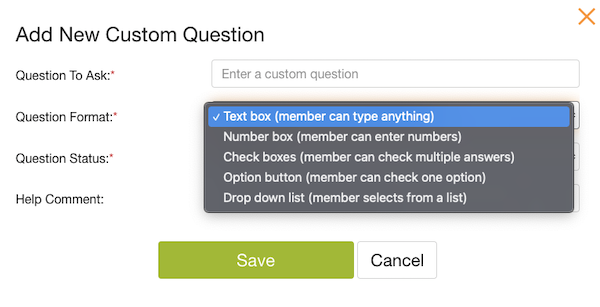 Add New Custom Question
Question To Ask:* Enter a custom question
Question Format:* ✓ Text box (member can type anything)
Number box (member can enter numbers)
Question Status:* Check boxes (member can check multiple answers)
Option button (member can check one option)
Help Comment: Drop down list (member selects from a list)
Save Cancel